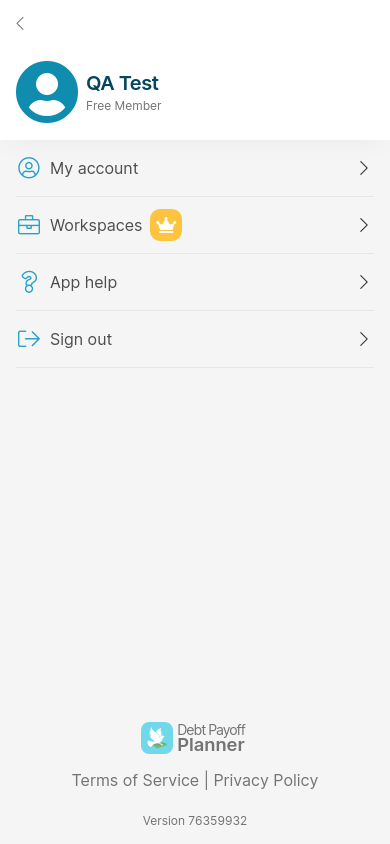 QA Test
Free Member
My account
Workspaces
App help
Sign out
Debt Payoff
Planner
Terms of Service | Privacy Policy
Version 76359932